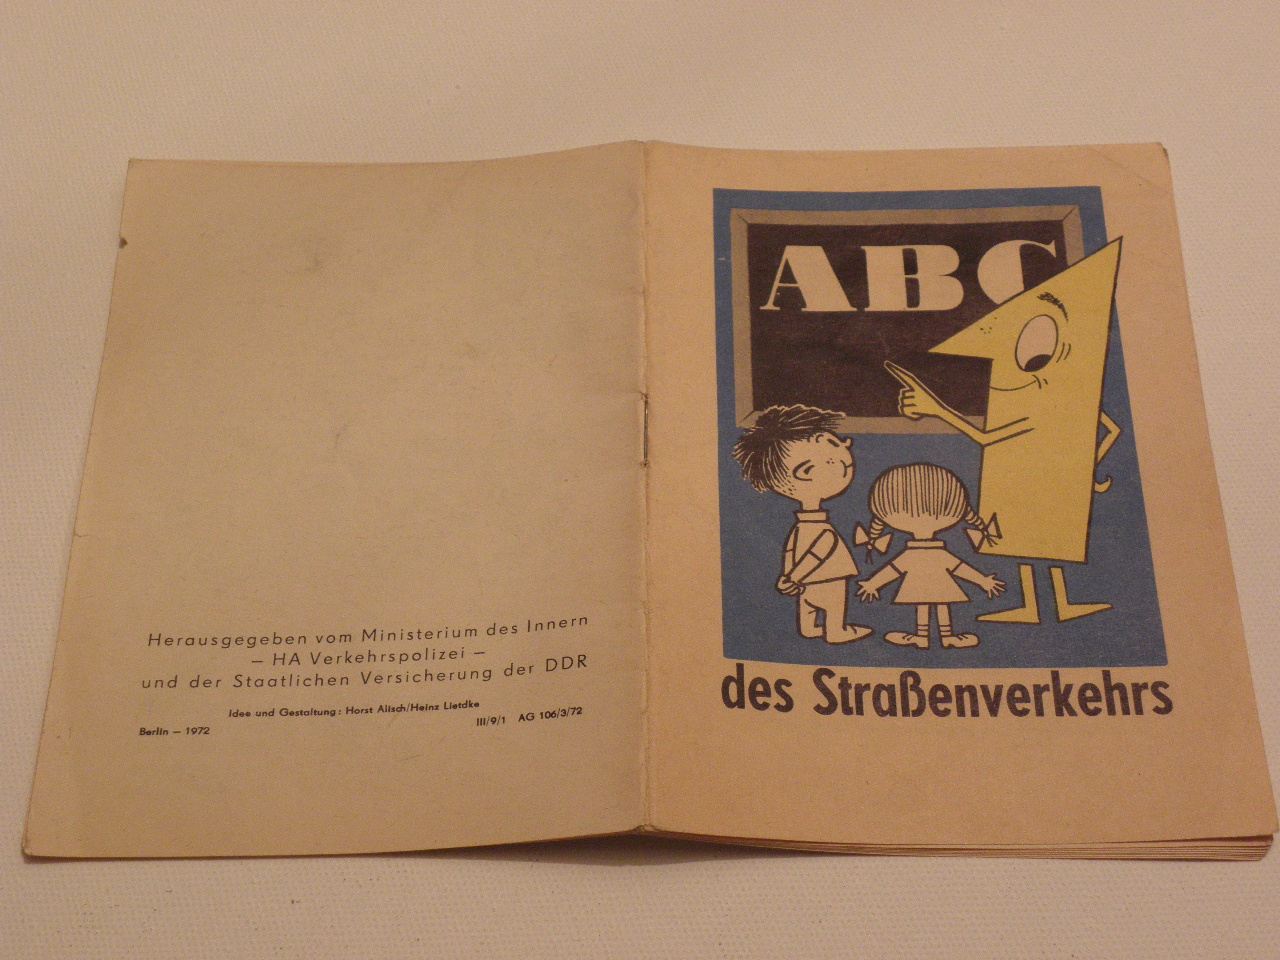 Herausgegeben vom Ministerium des Innern
— HA Verkehrspolizei —
und der Staatlichen Versicherung der DDR
Idee und Gestaltung: Horst Alisch/Heinz Lietdke
Berlin — 1972 III/9/1 AG 106/3/72
ABC
des Straßenverkehrs